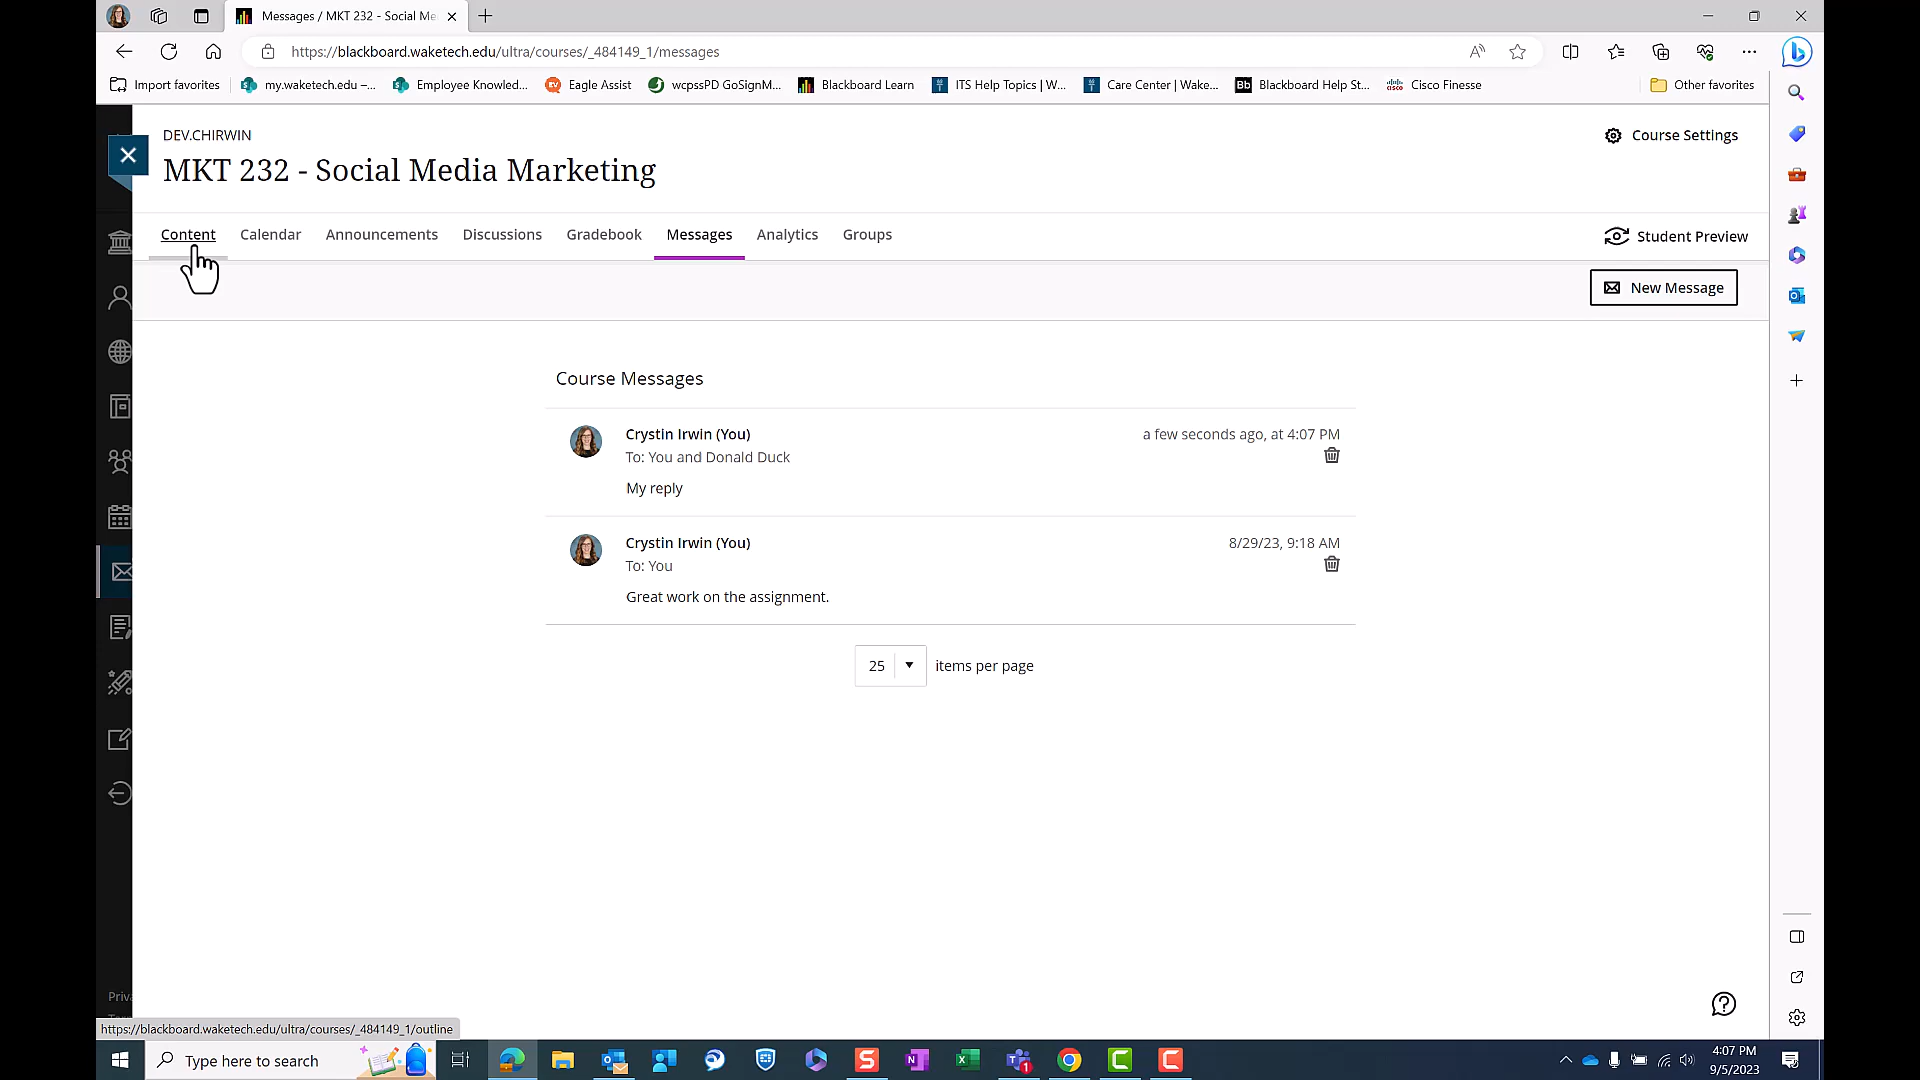 Messages / MKT 232 - Social Me
https://blackboard.waketech.edu/ultra/courses/_484149_1/messages
Import favorites
my.waketech.edu –...
Employee Knowled...
EV Eagle Assist
wcpssPD GoSignM...
Blackboard Learn
ITS Help Topics | W...
Care Center | Wake...
Bb Blackboard Help St...
cisco Cisco Finesse
Other favorites
DEV.CHIRWIN
Course Settings
MKT 232 - Social Media Marketing
Content Calendar Announcements Discussions Gradebook Messages Analytics Groups
Student Preview
New Message
Course Messages
Crystin Irwin (You)
a few seconds ago, at 4:07 PM
To: You and Donald Duck
My reply
Crystin Irwin (You)
8/29/23, 9:18 AM
To: You
Great work on the assignment.
25 items per page
Priv
https://blackboard.waketech.edu/ultra/courses/_484149_1/outline
Type here to search
1
4:07 PM
9/5/2023